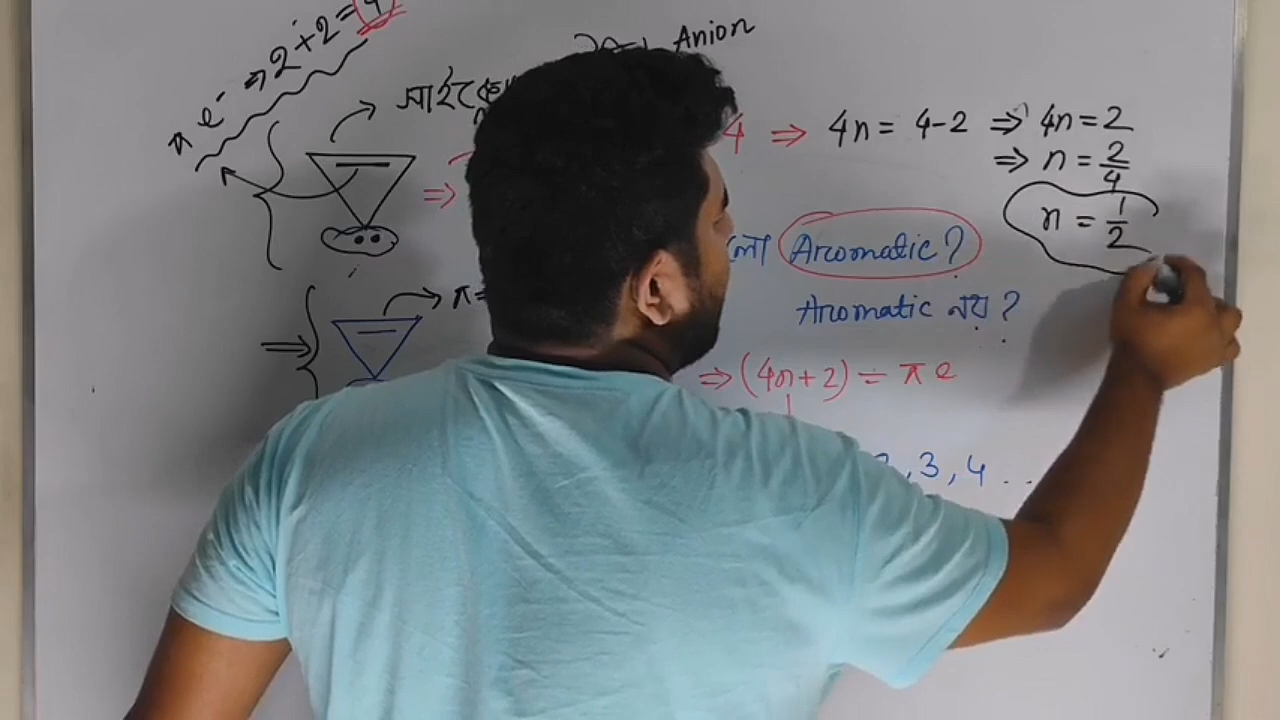 π e⁻ ⇒ 2+2=4
Anion
4 ⇒ 4n = 4-2 ⇒ 4n=2
⇒ n = 2/4
n = 1/2
⇒
Aromatic?
Aromatic নয়?
⇒ π=
⇒ (4n+2) = π e
, 3, 4 ...